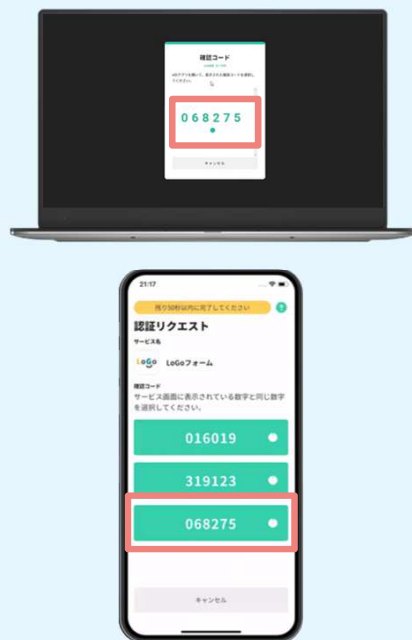 確認コード
068275
キャンセル
21:17
残り50秒以内に完了してください
?
認証リクエスト
サービス名
LoGo
LoGoフォーム
確認コード
サービス画面に表示されている数字と同じ数字
を選択してください。
016019
319123
068275
キャンセル